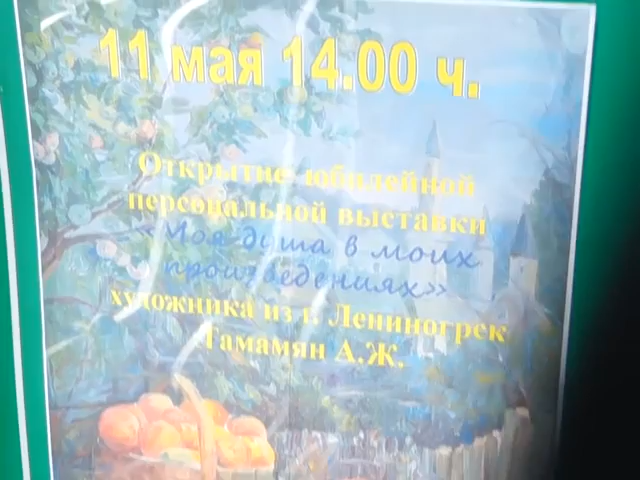 11 мая 14.00 ч.
Открытие юбилейной
персональной выставки
«Моя душа в моих
произведениях»
художника из г. Лениногрек
Тамамян А.Ж.